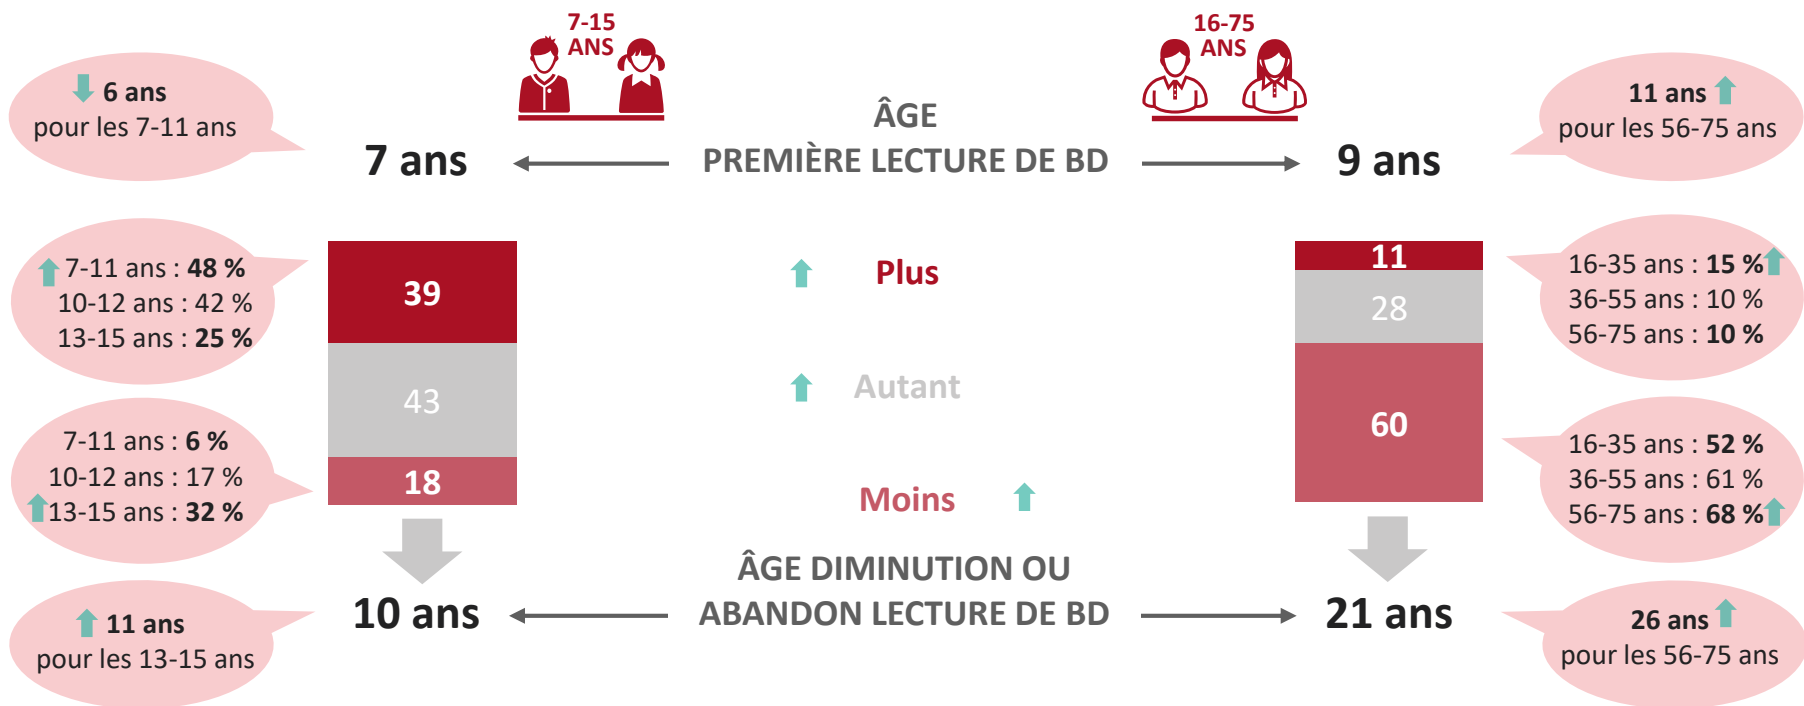 7-15
ANS
16-75
ANS
6 ans
pour les 7-11 ans
ÂGE
PREMIÈRE LECTURE DE BD
7 ans
9 ans
11 ans
pour les 56-75 ans
7-11 ans : 48 %
10-12 ans : 42 %
13-15 ans : 25 %
39
43
18
Plus
Autant
Moins
11
28
60
16-35 ans : 15 %
36-55 ans : 10 %
56-75 ans : 10 %
7-11 ans : 6 %
10-12 ans : 17 %
13-15 ans : 32 %
16-35 ans : 52 %
36-55 ans : 61 %
56-75 ans : 68 %
ÂGE DIMINUTION OU
ABANDON LECTURE DE BD
10 ans
21 ans
11 ans
pour les 13-15 ans
26 ans
pour les 56-75 ans